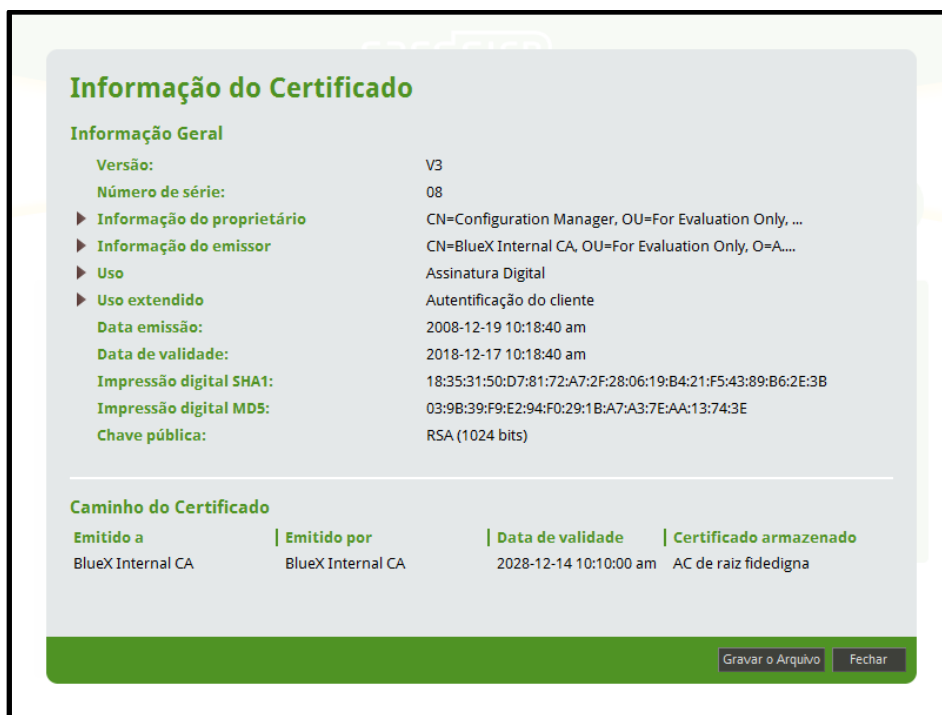 Informação do Certificado
Informação Geral
Versão: V3
Número de série: 08
Informação do proprietário CN=Configuration Manager, OU=For Evaluation Only, ...
Informação do emissor CN=BlueX Internal CA, OU=For Evaluation Only, O=A....
Uso Assinatura Digital
Uso extendido Autentificação do cliente
Data emissão: 2008-12-19 10:18:40 am
Data de validade: 2018-12-17 10:18:40 am
Impressão digital SHA1: 18:35:31:50:D7:81:72:A7:2F:28:06:19:B4:21:F5:43:89:B6:2E:3B
Impressão digital MD5: 03:9B:39:F9:E2:94:F0:29:1B:A7:A3:7E:AA:13:74:3E
Chave pública: RSA (1024 bits)
Caminho do Certificado
Emitido a Emitido por Data de validade Certificado armazenado
BlueX Internal CA BlueX Internal CA 2028-12-14 10:10:00 am AC de raiz fidedigna
Gravar o Arquivo Fechar